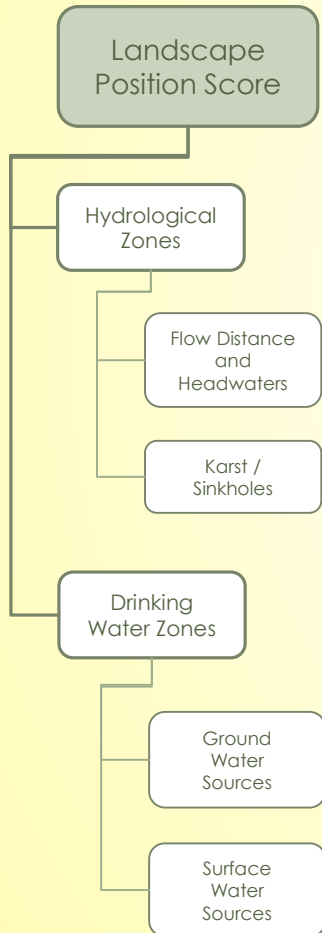 Landscape
Position Score
Hydrological
Zones
Flow Distance
and
Headwaters
Karst /
Sinkholes
Drinking
Water Zones
Ground
Water
Sources
Surface
Water
Sources